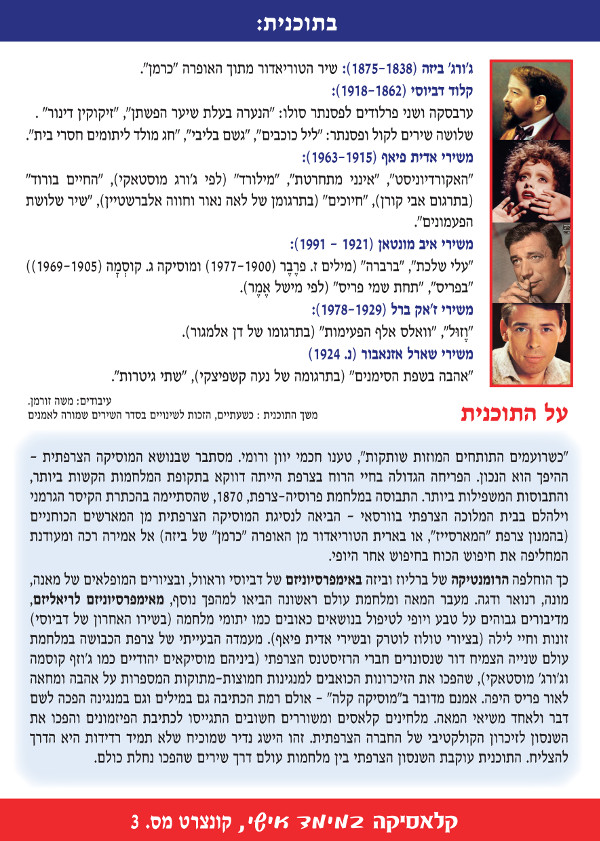 בתוכנית:
ג'ורג' ביזה (1838–1875): שיר הטוריאדור מתוך האופרה "כרמן".
קלוד דביוסי (1862–1918):
ערבסקה ושני פרלודים לפסנתר סולו: "הנערה בעלת שיער הפשתן", "זיקוקין דינור" .
שלושה שירים לקול ופסנתר: "ליל כוכבים", "גשם בליבי", "חג מולד ליתומים חסרי בית".
משירי אדית פיאף (1915–1963):
"האקורדיוניסט", "אינני מתחרטת", "מילורד" (לפי ג'ורג מוסטאקי), "החיים בורוד"
(בתרגום אבי קורן), "חיוכים" (בתרגומן של לאה נאור וחווה אלברשטיין), "שיר שלושת
הפעמונים".
משירי איב מונטאן (1921 – 1991):
"עלי שלכת", "ברברה" (מילים ז. פרֶבֶר (1900–1977) ומוסיקה ג. קוסְמָה (1905–1969))
"בפריס", "תחת שמי פריס" (לפי מישל אֶמֶר).
משירי ז'אק ברל (1929–1978):
"וֶזוּל", "וואלס אלף הפעימות" (בתרגומו של דן אלמגור).
משירי שארל אזנאבור (נ. 1924)
"אהבה בשפת הסימנים" (בתרגומה של נעה קשפיצקי), "שתי גיטרות".
עיבודים: משה זורמן.
משך התוכנית : כשעתיים, הזכות לשינויים בסדר השירים שמורה לאמנים
על התוכנית
"כשרועמים התותחים המוזות שותקות", טענו חכמי יוון ורומי. מסתבר שבנושא המוסיקה הצרפתית –
ההיפך הוא הנכון. הפריחה הגדולה בחיי הרוח בצרפת הייתה דווקא בתקופת המלחמות הקשות ביותר,
והתבוסות המשפילות ביותר. התבוסה במלחמת פרוסיה-צרפת, 1870, שהסתיימה בהכתרת הקיסר הגרמני
וילהלם בבית המלוכה הצרפתי בוורסאי – הביאה לנסיגת המוסיקה הצרפתית מן המארשים הכוחניים
(בהמנון צרפת "המארסייז", או בארית הטוריאדור מן האופרה "כרמן" של ביזה) אל אמירה רכה ומעודנת
המחליפה את חיפוש הכוח בחיפוש אחר היופי.
כך הוחלפה הרומנטיקה של ברליוז וביזה באימפרסיוניזם של דביוסי וראוול, ובציורים המופלאים של מאנה,
מונה, רנואר ודגה. מעבר המאה ומלחמת עולם ראשונה הביאו למהפך נוסף, מאימפרסיוניזם לריאליזם,
מדיבורים גבוהים על טבע ויופי לטיפול בנושאים כאובים כמו יתומי מלחמה (בשירו האחרון של דביוסי)
זונות וחיי לילה (בציורי טולוז לוטרק ובשירי אדית פיאף). מעמדה הבעייתי של צרפת הכבושה במלחמת
עולם שנייה הצמיח דור שנסונרים חברי הרזיסטנס הצרפתי (ביניהם מוסיקאים יהודיים כמו ג'וזף קוסמה
וג'ורג' מוסטאקי), שהפכו את הזיכרונות הכואבים למנגינות חמוצות-מתוקות המספרות על אהבה ומחאה
לאור פריס היפה. אמנם מדובר ב"מוסיקה קלה" – אולם רמת הכתיבה גם במילים וגם במנגינה הפכה לשם
דבר ולאחד משיאי המאה. מלחינים קלאסים ומשוררים חשובים התגייסו לכתיבת הפיזמונים והפכו את
השנסון לזיכרון הקולקטיבי של החברה הצרפתית. זהו הישג נדיר שמוכיח שלא תמיד רדידות היא הדרך
להצליח. התוכנית עוקבת השנסון הצרפתי בין מלחמות עולם דרך שירים שהפכו נחלת כולם.
קלאסיקה במימד אישי, קונצרט מס. 3